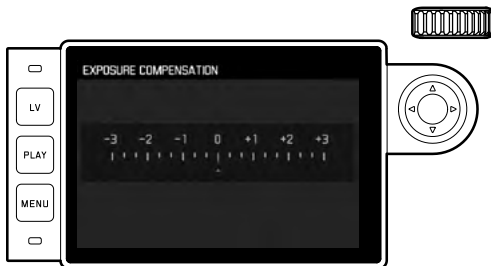 EXPOSURE COMPENSATION
LV
-3 -2 -1 0 +1 +2 +3
PLAY
MENU